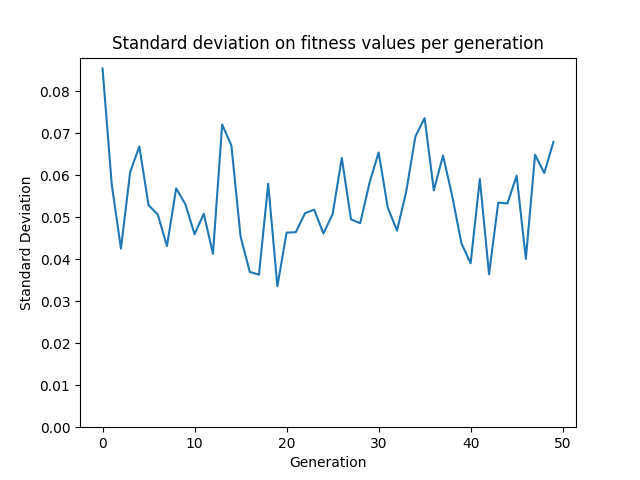 Standard deviation on fitness values per generation
Standard Deviation
0.08
0.07
0.06
0.05
0.04
0.03
0.02
0.01
0.00
0 10 20 30 40 50
Generation